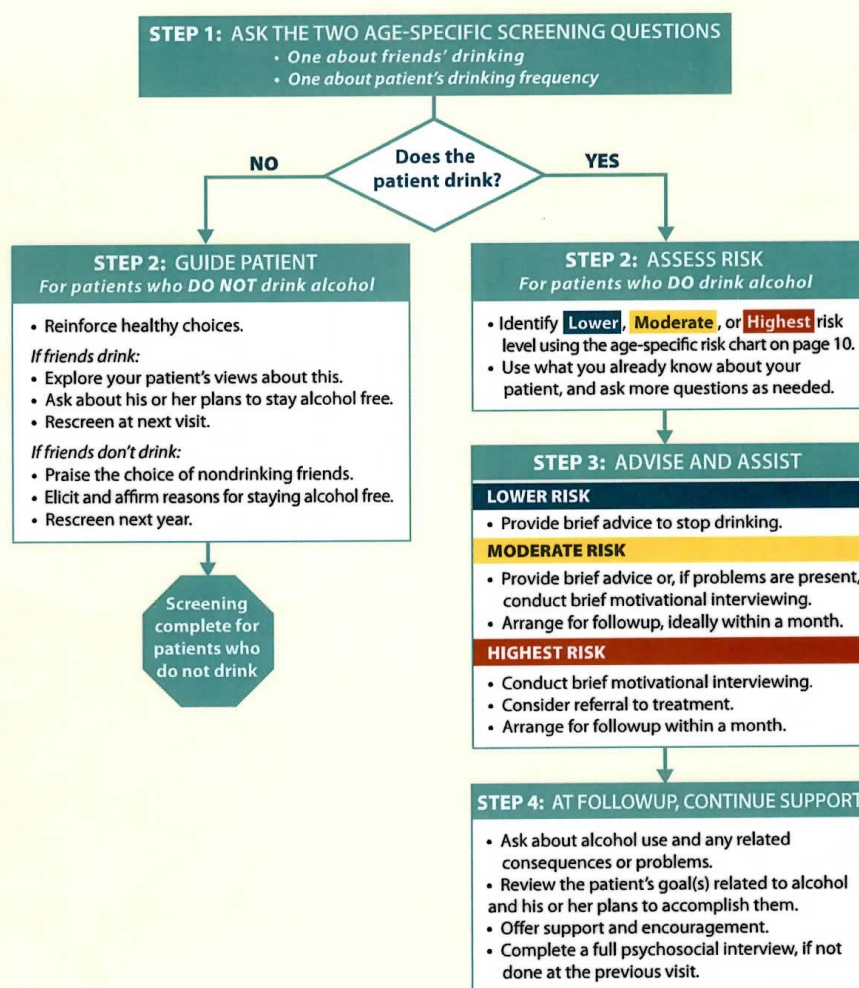 STEP 1: ASK THE TWO AGE-SPECIFIC SCREENING QUESTIONS
• One about friends' drinking
• One about patient's drinking frequency
Does the
patient drink?
NO
YES
STEP 2: GUIDE PATIENT
For patients who DO NOT drink alcohol
• Reinforce healthy choices.
If friends drink:
• Explore your patient's views about this.
• Ask about his or her plans to stay alcohol free.
• Rescreen at next visit.
If friends don't drink:
• Praise the choice of nondrinking friends.
• Elicit and affirm reasons for staying alcohol free.
• Rescreen next year.
Screening
complete for
patients who
do not drink
STEP 2: ASSESS RISK
For patients who DO drink alcohol
• Identify Lower, Moderate, or Highest risk
level using the age-specific risk chart on page 10.
• Use what you already know about your
patient, and ask more questions as needed.
STEP 3: ADVISE AND ASSIST
LOWER RISK
• Provide brief advice to stop drinking.
MODERATE RISK
• Provide brief advice or, if problems are present,
conduct brief motivational interviewing.
• Arrange for followup, ideally within a month.
HIGHEST RISK
• Conduct brief motivational interviewing.
• Consider referral to treatment.
• Arrange for followup within a month.
STEP 4: AT FOLLOWUP, CONTINUE SUPPORT
• Ask about alcohol use and any related
consequences or problems.
• Review the patient's goal(s) related to alcohol
and his or her plans to accomplish them.
• Offer support and encouragement.
• Complete a full psychosocial interview, if not
done at the previous visit.